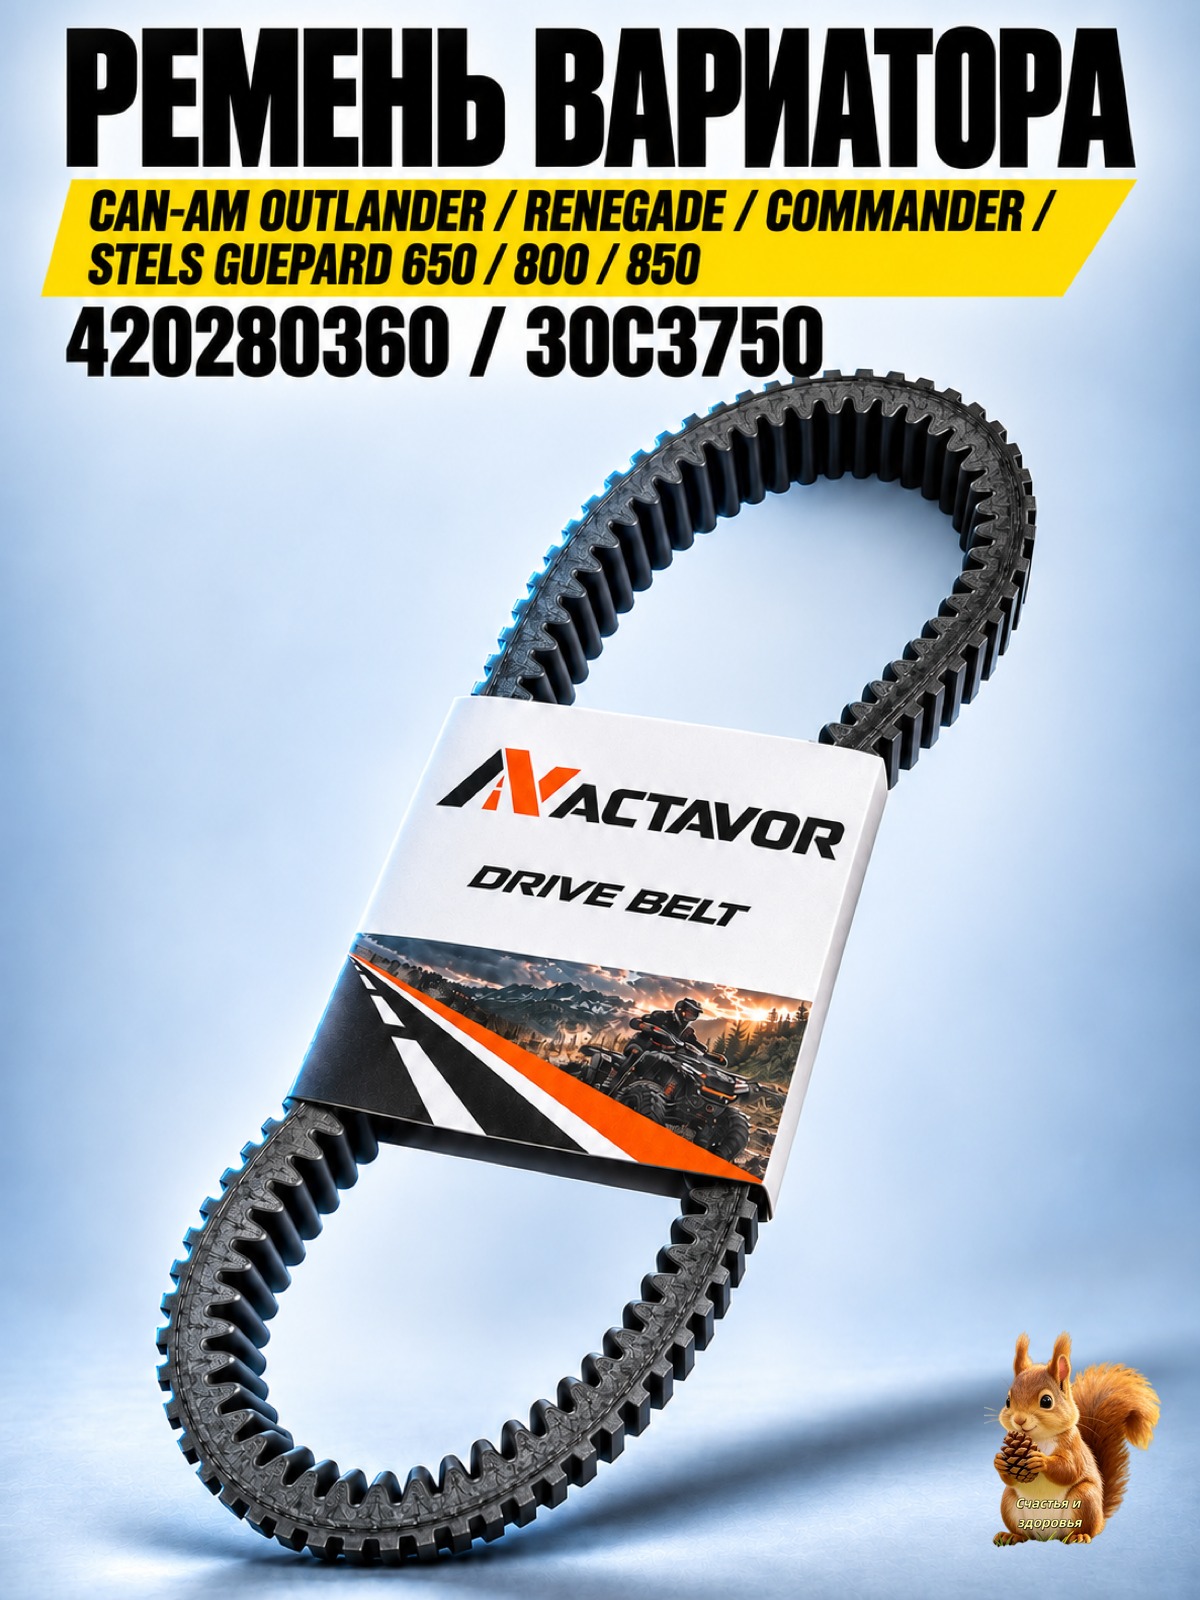 РЕМЕНЬ ВАРИАТОРА
CAN-AM OUTLANDER / RENEGADE / COMMANDER /
STELS GUEPARD 650 / 800 / 850
420280360 / 30C3750
ACTAVOR
DRIVE BELT
Счастья и
здоровья